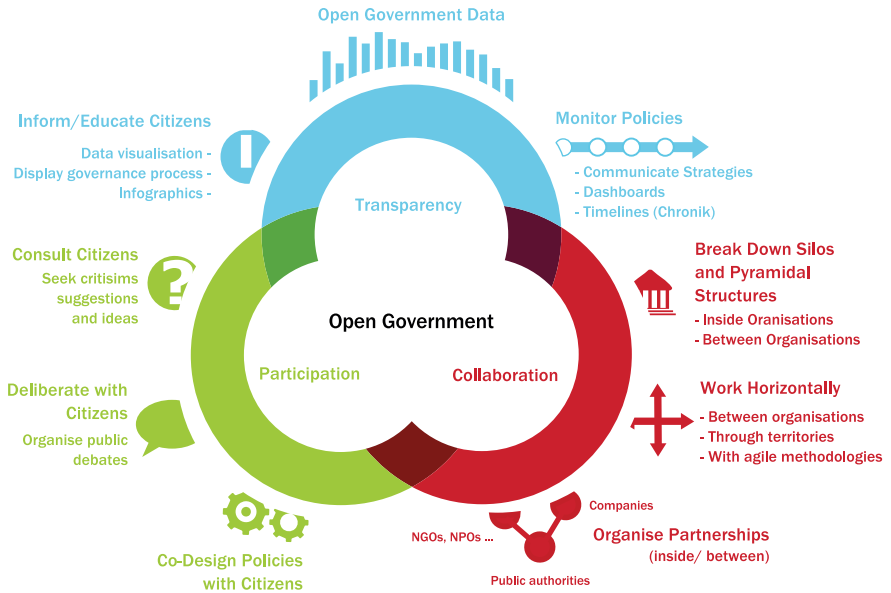 Open Government Data
Inform/Educate Citizens
Data visualisation -
Display governance process -
Infographics -
Monitor Policies
- Communicate Strategies
- Dashboards
- Timelines (Chronik)
Transparency
Consult Citizens
Seek critisims
suggestions
and ideas
Break Down Silos
and Pyramidal
Structures
- Inside Oranisations
- Between Organisations
Open Government
Participation
Collaboration
Deliberate with
Citizens
Organise public
debates
Work Horizontally
- Between organisations
- Through territories
- With agile methodologies
Co-Design Policies
with Citizens
Companies
NGOs, NPOs ...
Public authorities
Organise Partnerships
(inside/ between)